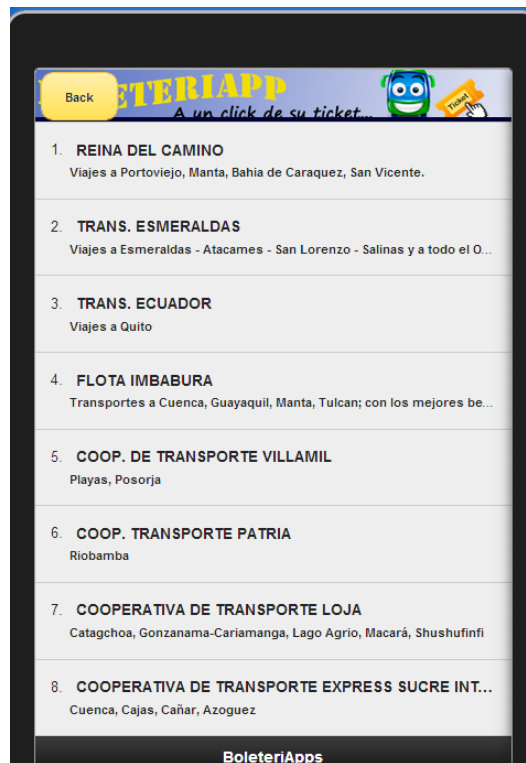 Back
ETERIAPP
A un click de su ticket...
Ticket
1. REINA DEL CAMINO
Viajes a Portoviejo, Manta, Bahia de Caraquez, San Vicente.
2. TRANS. ESMERALDAS
Viajes a Esmeraldas - Atacames - San Lorenzo - Salinas y a todo el O...
3. TRANS. ECUADOR
Viajes a Quito
4. FLOTA IMBABURA
Transportes a Cuenca, Guayaquil, Manta, Tulcan; con los mejores be...
5. COOP. DE TRANSPORTE VILLAMIL
Playas, Posorja
6. COOP. TRANSPORTE PATRIA
Riobamba
7. COOPERATIVA DE TRANSPORTE LOJA
Catagchoa, Gonzanama-Cariamanga, Lago Agrio, Macará, Shushufinfi
8. COOPERATIVA DE TRANSPORTE EXPRESS SUCRE INT...
Cuenca, Cajas, Cañar, Azoguez
BoleteriApps